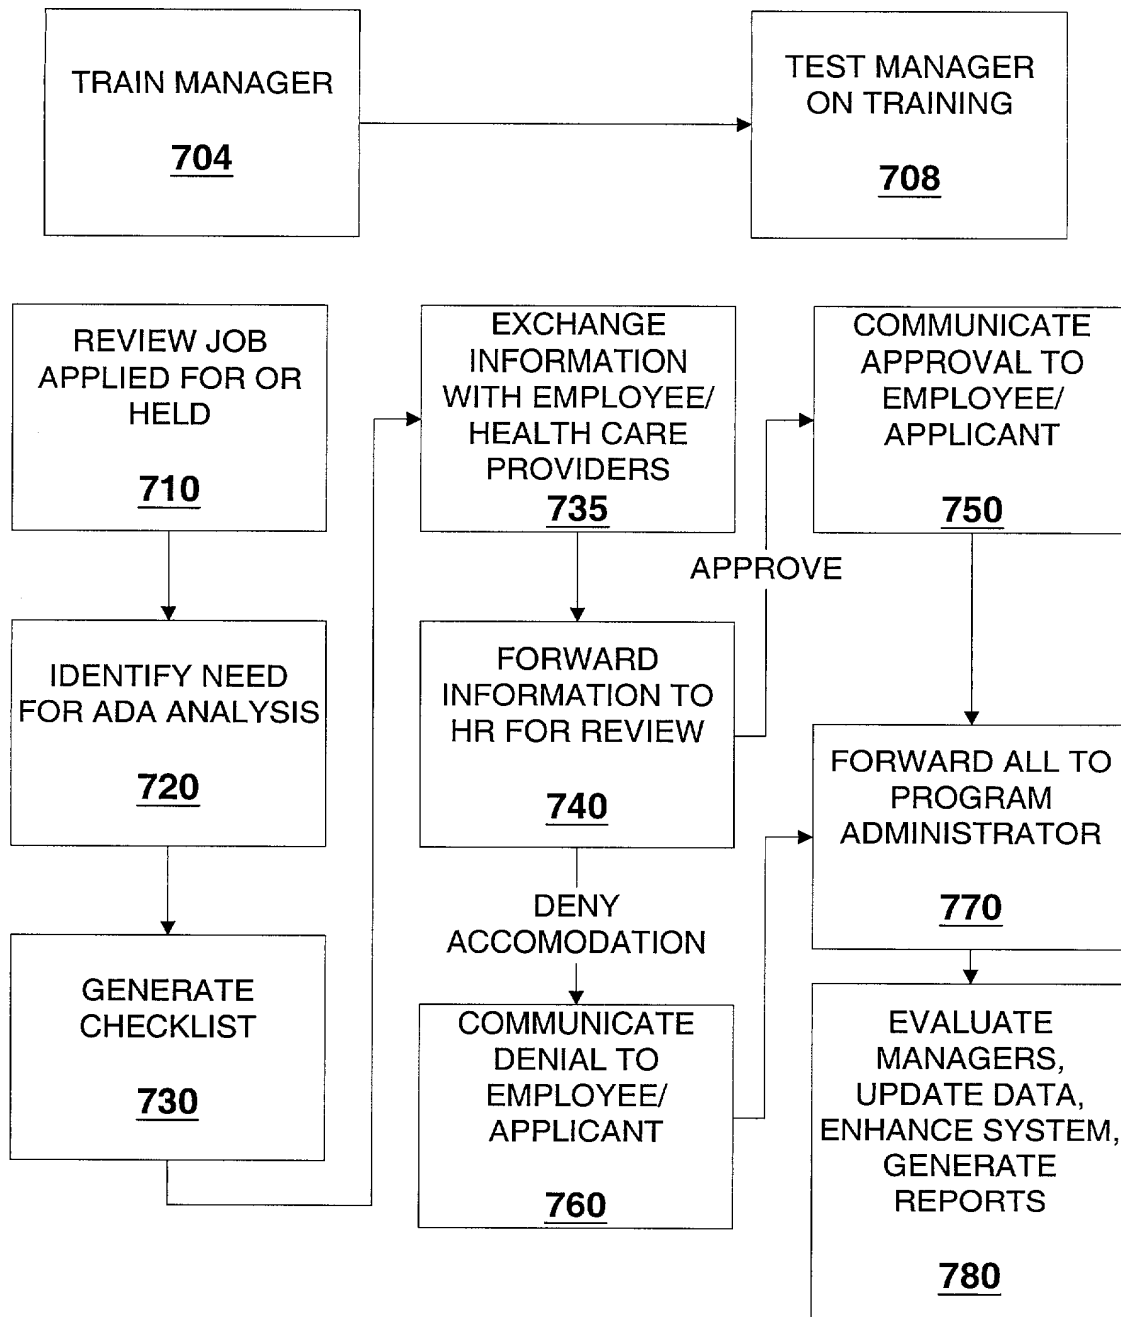 TRAIN MANAGER
704
TEST MANAGER
ON TRAINING
708
REVIEW JOB
APPLIED FOR OR
HELD
710
IDENTIFY NEED
FOR ADA ANALYSIS
720
GENERATE
CHECKLIST
730
EXCHANGE
INFORMATION
WITH EMPLOYEE/
HEALTH CARE
PROVIDERS
735
FORWARD
INFORMATION TO
HR FOR REVIEW
740
APPROVE
DENY
ACCOMODATION
COMMUNICATE
DENIAL TO
EMPLOYEE/
APPLICANT
760
COMMUNICATE
APPROVAL TO
EMPLOYEE/
APPLICANT
750
FORWARD ALL TO
PROGRAM
ADMINISTRATOR
770
EVALUATE
MANAGERS,
UPDATE DATA,
ENHANCE SYSTEM,
GENERATE
REPORTS
780